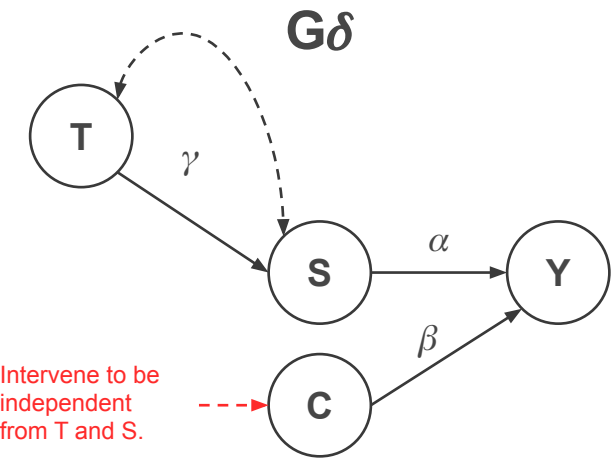 Gδ
T
γ
S
α
Y
β
Intervene to be
independent
from T and S.
C